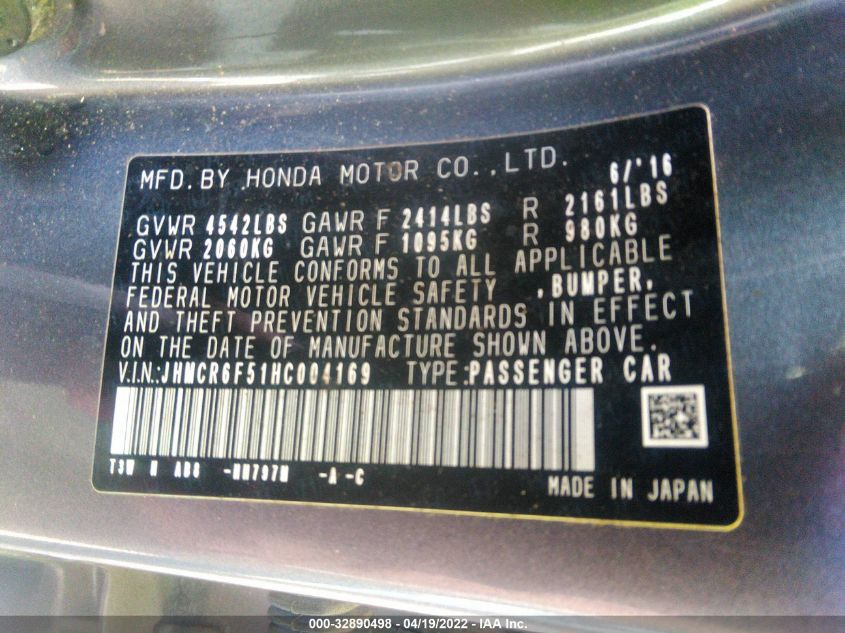 MFD. BY HONDA MOTOR CO., LTD. 6/'16
GVWR 4542LBS GAWR F 2414LBS R 2161LBS
GVWR 2060KG GAWR F 1095KG R 980KG
THIS VEHICLE CONFORMS TO ALL APPLICABLE
FEDERAL MOTOR VEHICLE SAFETY , BUMPER,
AND THEFT PREVENTION STANDARDS IN EFFECT
ON THE DATE OF MANUFACTURE SHOWN ABOVE.
V.I.N.: JHMCR6F51HC004169 TYPE: PASSENGER CAR
ABS -A -C
MADE IN JAPAN
000-32890498 - 04/19/2022 - IAA Inc.